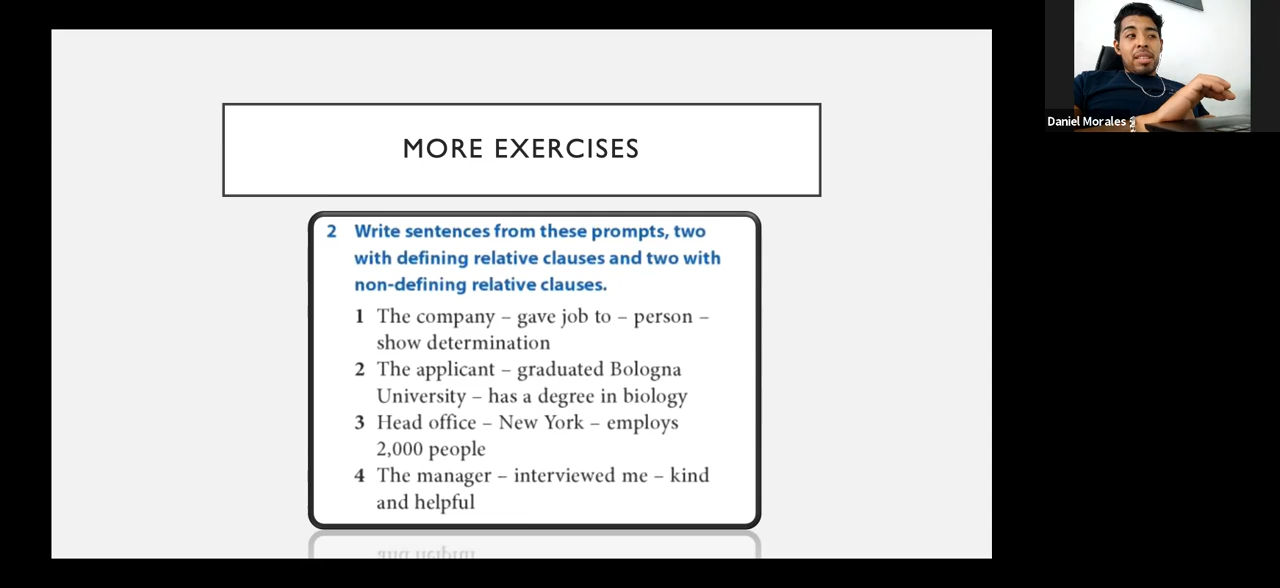 MORE EXERCISES
2 Write sentences from these prompts, two
with defining relative clauses and two with
non-defining relative clauses.
1 The company – gave job to – person –
show determination
2 The applicant – graduated Bologna
University – has a degree in biology
3 Head office – New York – employs
2,000 people
4 The manager – interviewed me – kind
and helpful
Daniel Morales